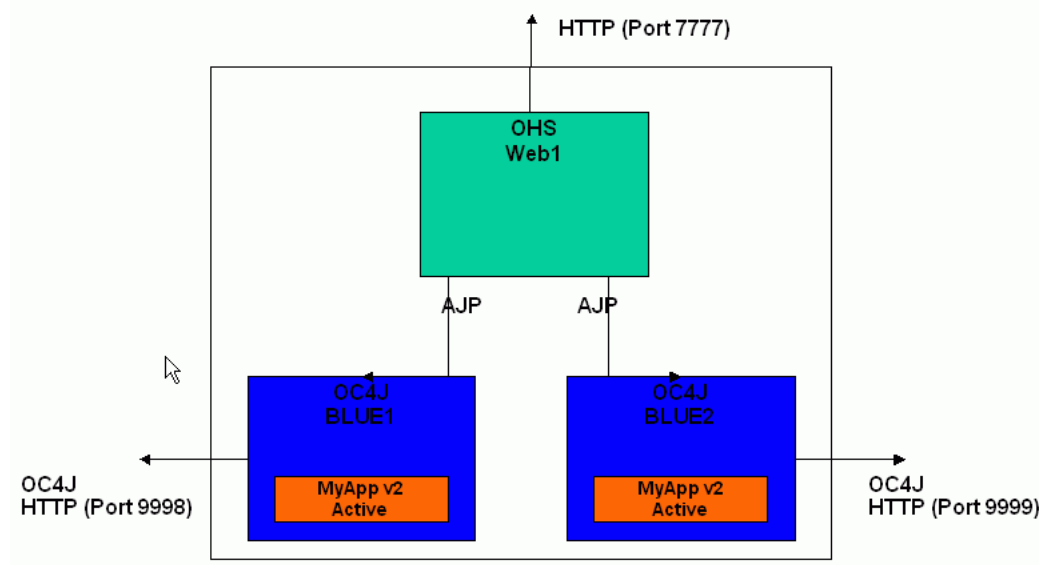 HTTP (Port 7777)
OHS
Web1
AJP
AJP
OC4J
BLUE1
OC4J
BLUE2
OC4J
HTTP (Port 9998)
MyApp v2
Active
MyApp v2
Active
OC4J
HTTP (Port 9999)